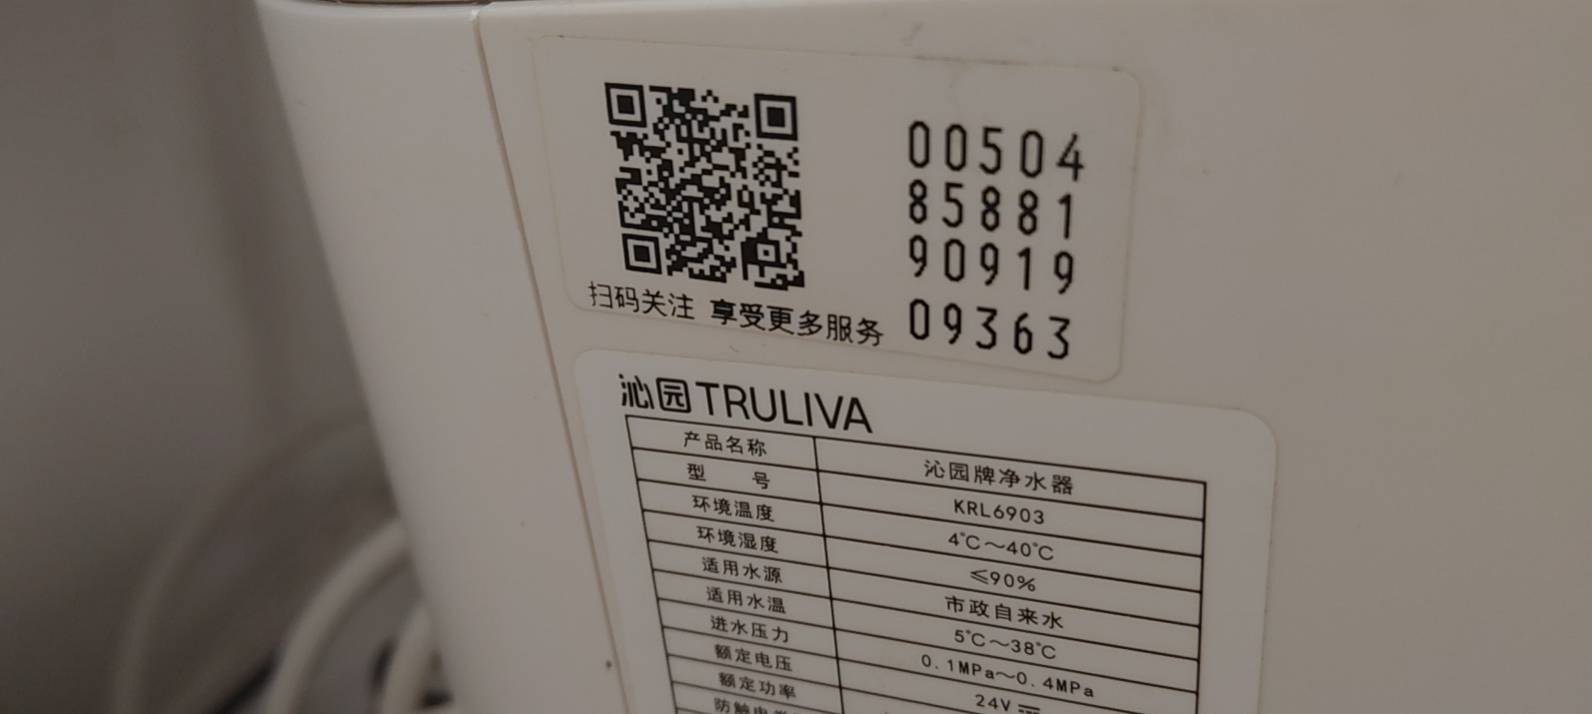 00504
85881
90919
09363
扫码关注 享受更多服务
沁园TRULIVA
产品名称 沁园牌净水器
型号 KRL6903
环境温度 4℃～40℃
环境湿度 ≤90%
适用水源 市政自来水
适用水温 5℃～38℃
进水压力 0.1MPa～0.4MPa
额定电压 24V
额定功率
防触电